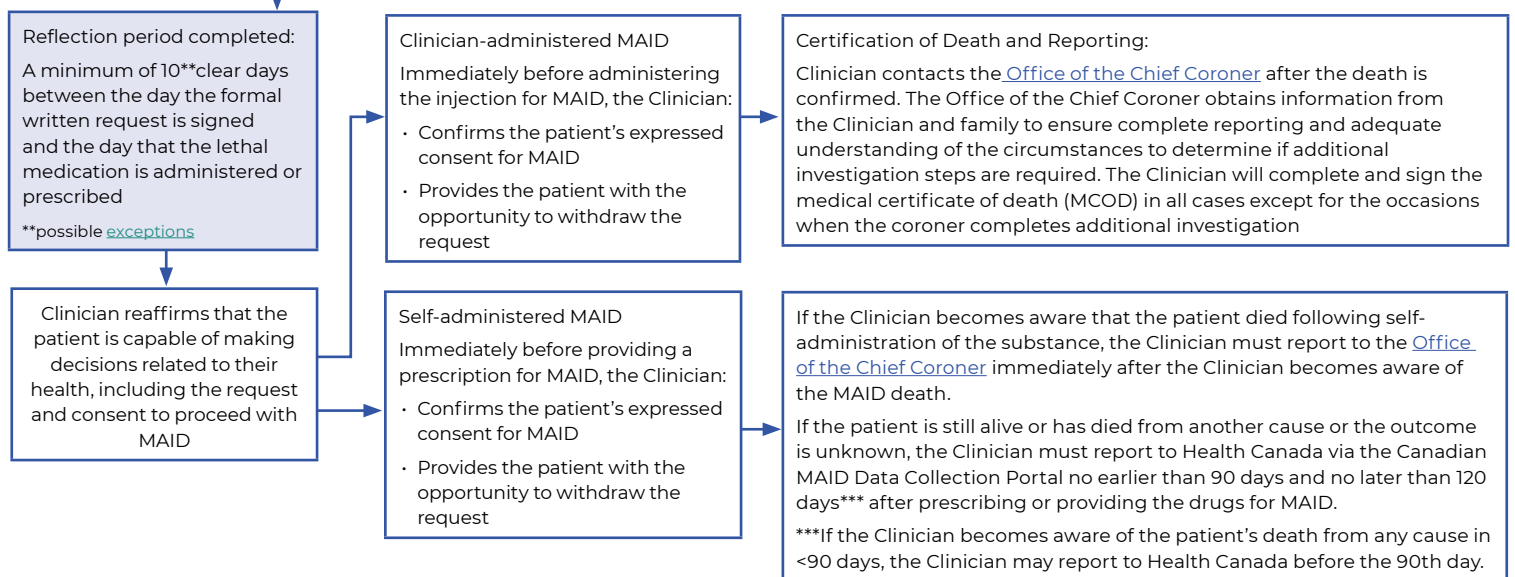 Reflection period completed:
A minimum of 10**clear days
between the day the formal
written request is signed
and the day that the lethal
medication is administered or
prescribed
**possible exceptions
Clinician reaffirms that the
patient is capable of making
decisions related to their
health, including the request
and consent to proceed with
MAID
Clinician-administered MAID
Immediately before administering
the injection for MAID, the Clinician:
· Confirms the patient's expressed
consent for MAID
· Provides the patient with the
opportunity to withdraw the
request
Self-administered MAID
Immediately before providing a
prescription for MAID, the Clinician:
· Confirms the patient's expressed
consent for MAID
· Provides the patient with the
opportunity to withdraw the
request
Certification of Death and Reporting:
Clinician contacts the Office of the Chief Coroner after the death is
confirmed. The Office of the Chief Coroner obtains information from
the Clinician and family to ensure complete reporting and adequate
understanding of the circumstances to determine if additional
investigation steps are required. The Clinician will complete and sign the
medical certificate of death (MCOD) in all cases except for the occasions
when the coroner completes additional investigation
If the Clinician becomes aware that the patient died following self-
administration of the substance, the Clinician must report to the Office
of the Chief Coroner immediately after the Clinician becomes aware of
the MAID death.
If the patient is still alive or has died from another cause or the outcome
is unknown, the Clinician must report to Health Canada via the Canadian
MAID Data Collection Portal no earlier than 90 days and no later than 120
days*** after prescribing or providing the drugs for MAID.
***If the Clinician becomes aware of the patient's death from any cause in
<90 days, the Clinician may report to Health Canada before the 90th day.